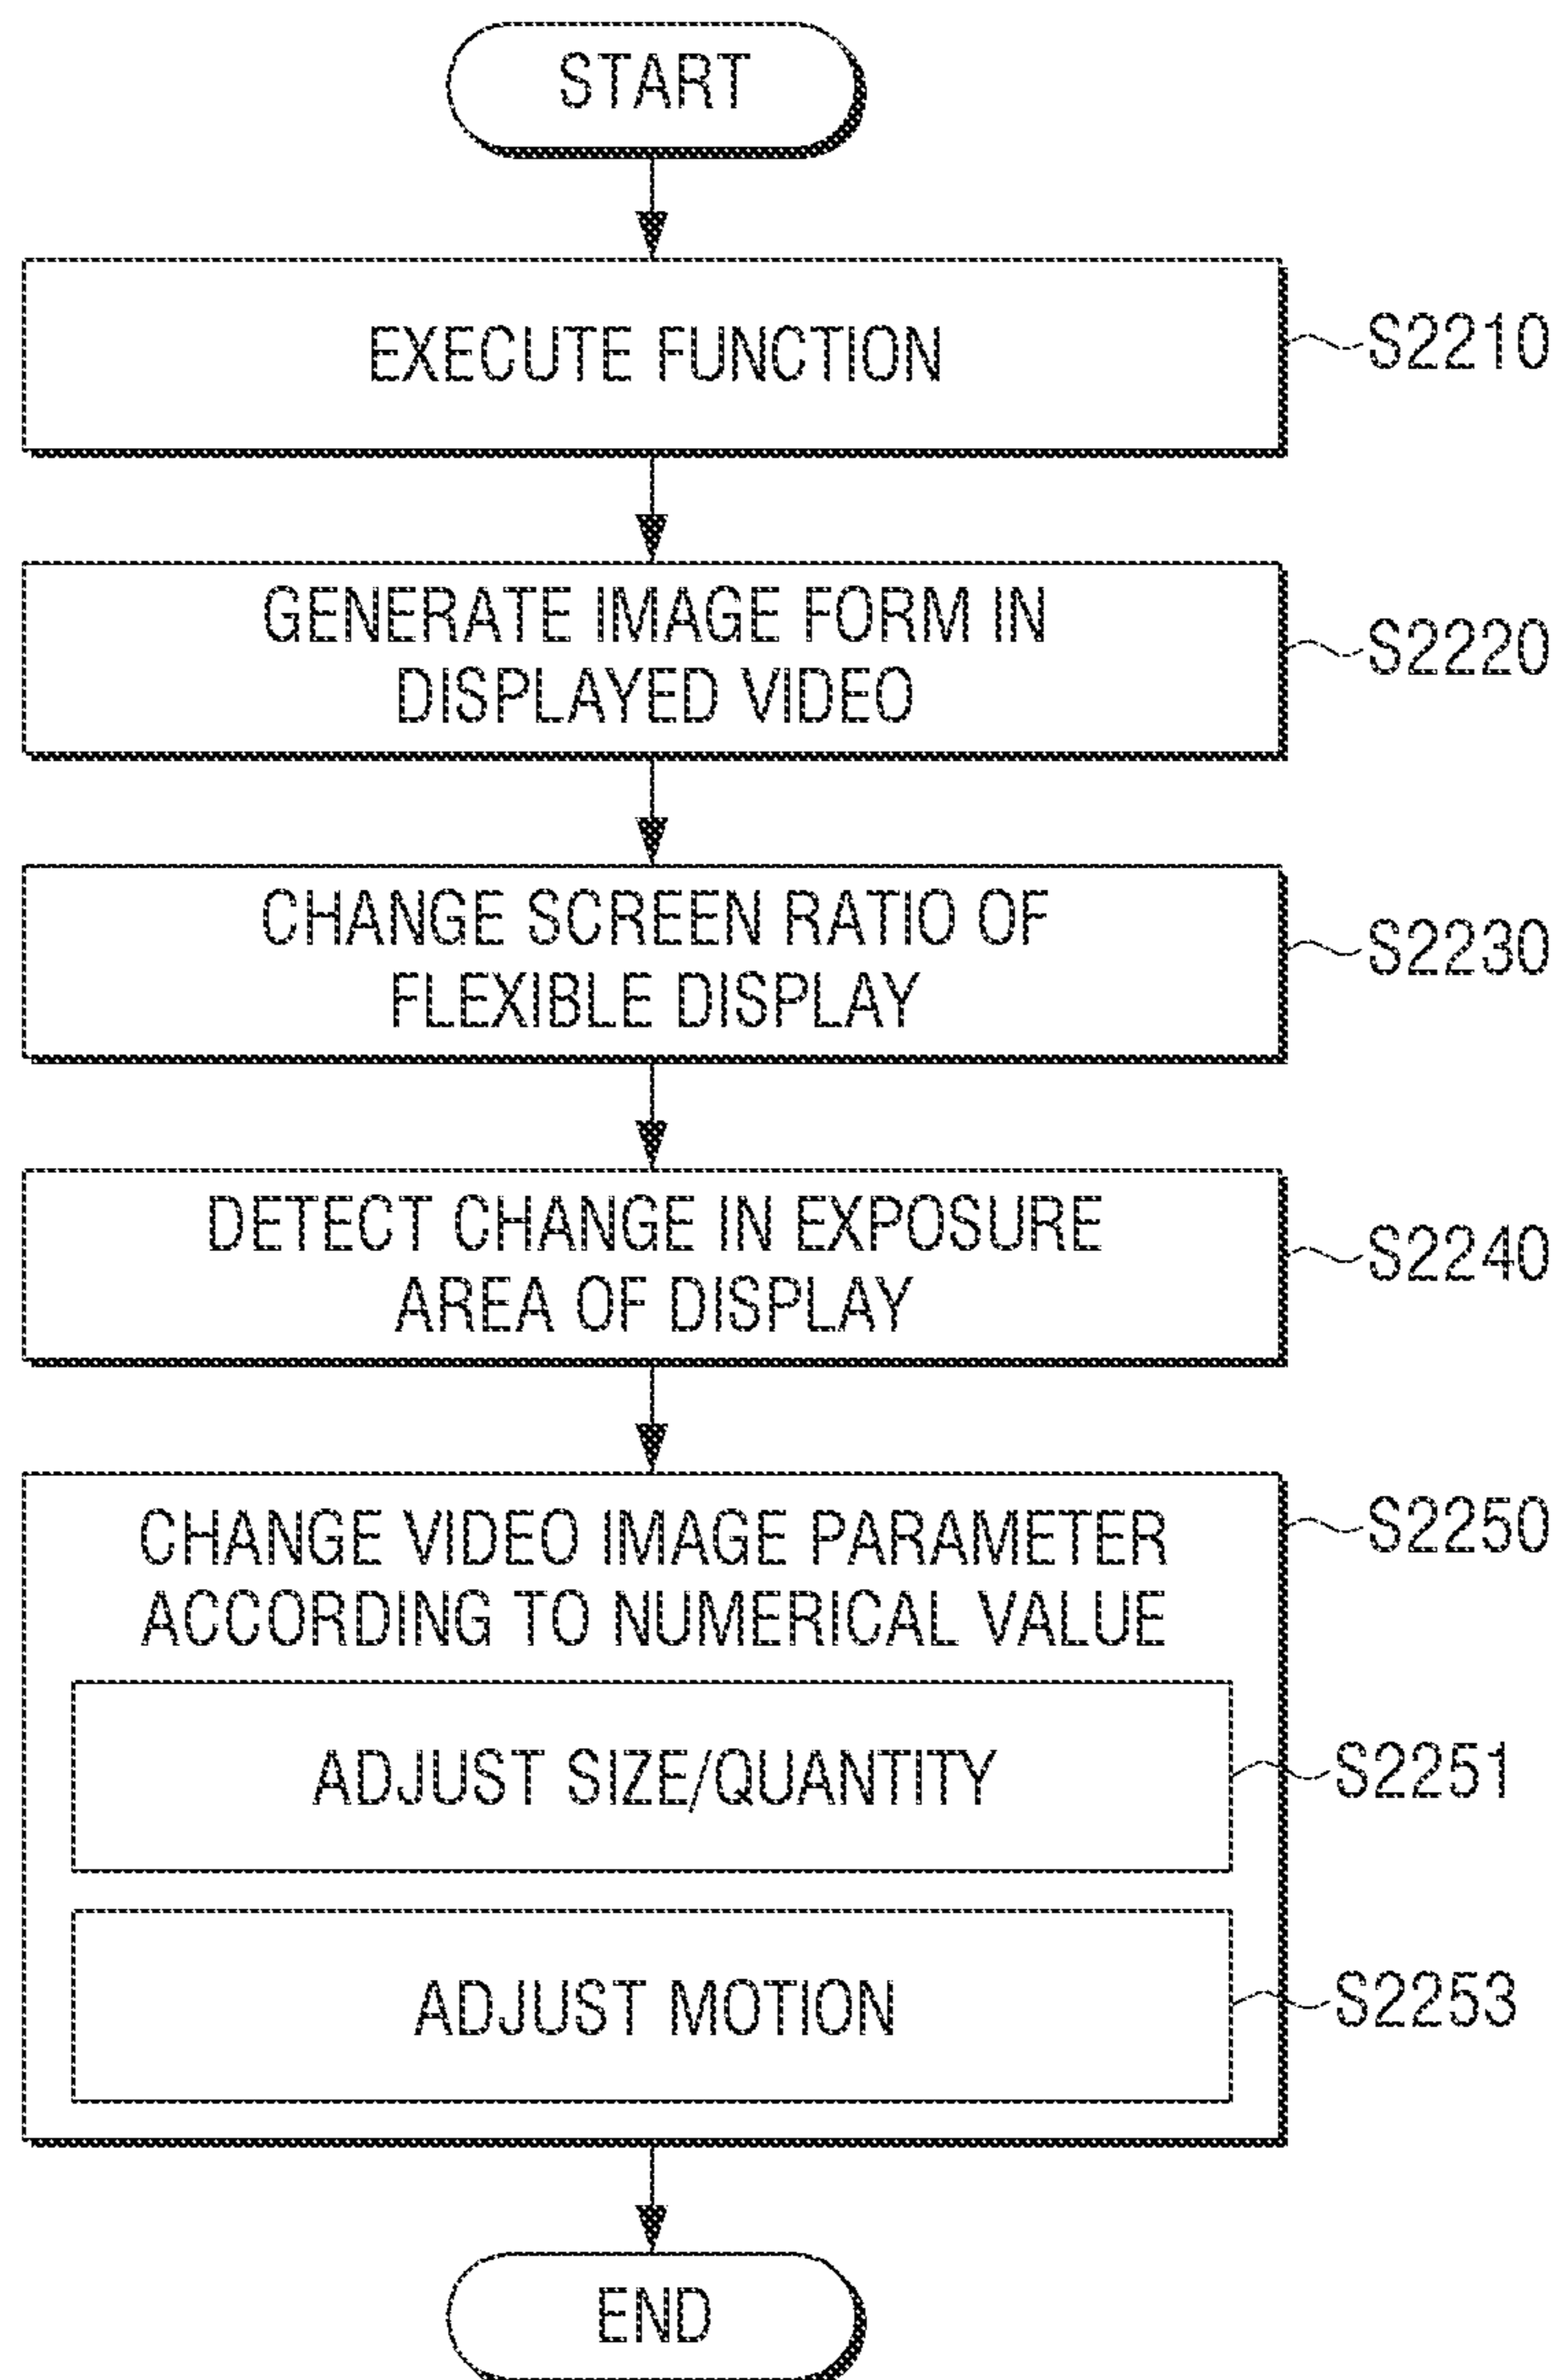 START
EXECUTE FUNCTION
S2210
GENERATE IMAGE FORM IN
DISPLAYED VIDEO
S2220
CHANGE SCREEN RATIO OF
FLEXIBLE DISPLAY
S2230
DETECT CHANGE IN EXPOSURE
AREA OF DISPLAY
S2240
CHANGE VIDEO IMAGE PARAMETER
ACCORDING TO NUMERICAL VALUE
S2250
ADJUST SIZE/QUANTITY
S2251
ADJUST MOTION
S2253
END